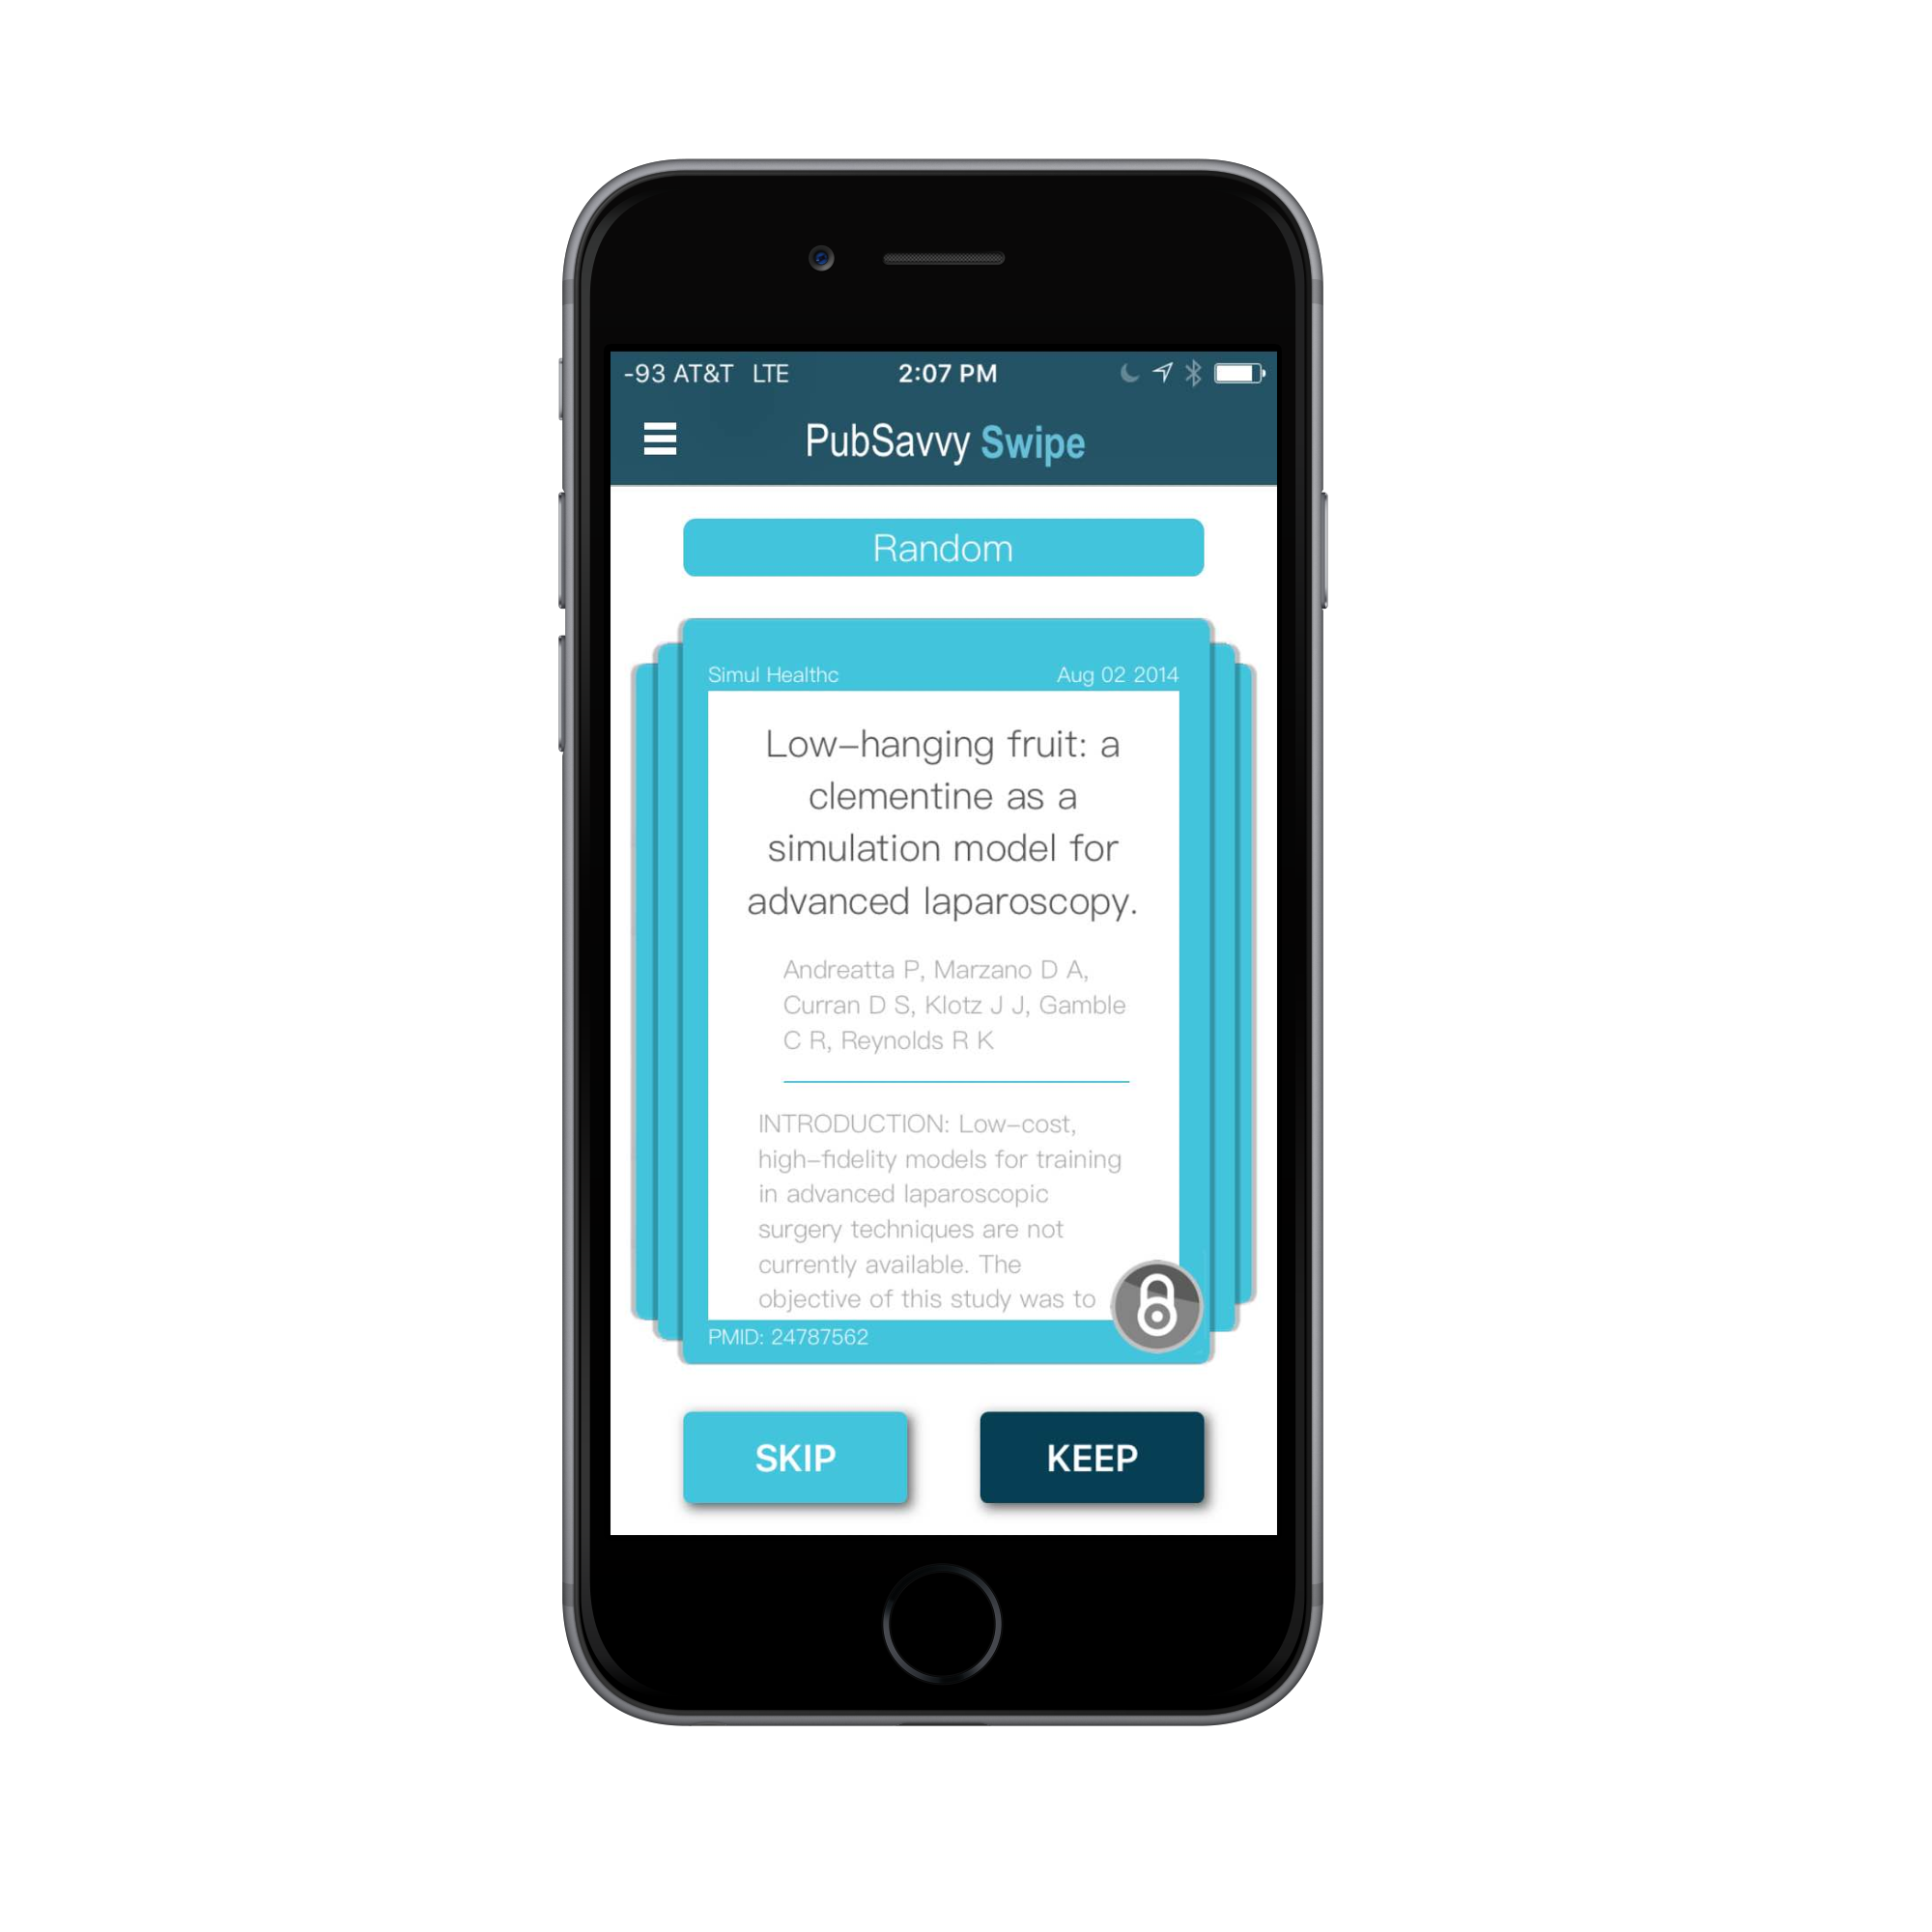 -93 AT&T LTE 2:07 PM
PubSavvy Swipe
Random
Simul Healthc Aug 02 2014
Low-hanging fruit: a
clementine as a
simulation model for
advanced laparoscopy.
Andreatta P, Marzano D A,
Curran D S, Klotz J J, Gamble
C R, Reynolds R K
INTRODUCTION: Low-cost,
high-fidelity models for training
in advanced laparoscopic
surgery techniques are not
currently available. The
objective of this study was to
PMID: 24787562
SKIP KEEP